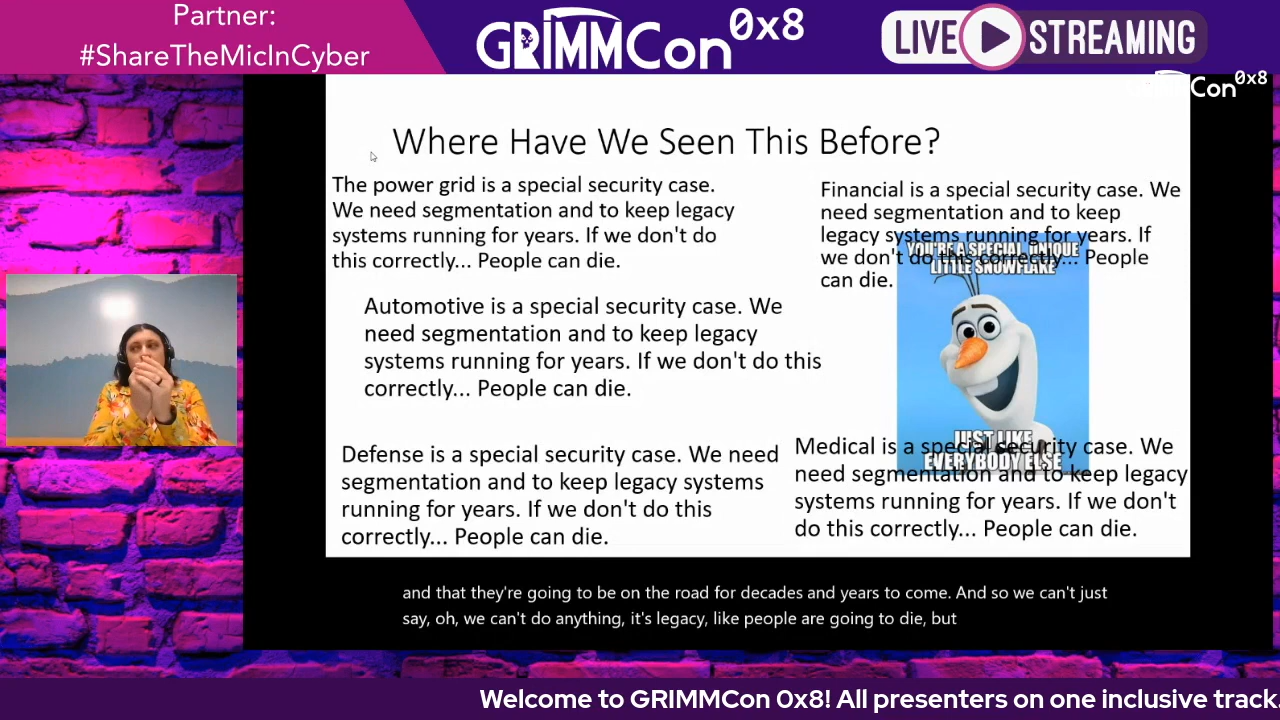 Partner:
#ShareTheMicInCyber
GRIMMCon 0x8
LIVE STREAMING
GRIMMCon 0x8
Where Have We Seen This Before?
The power grid is a special security case.
We need segmentation and to keep legacy
systems running for years. If we don't do
this correctly... People can die.
Financial is a special security case. We
need segmentation and to keep
legacy systems running for years. If
we don't do this correctly... People
can die.
YOU'RE A SPECIAL, UNIQUE
LITTLE SNOWFLAKE
Automotive is a special security case. We
need segmentation and to keep legacy
systems running for years. If we don't do this
correctly... People can die.
JUST LIKE
EVERYBODY ELSE
Defense is a special security case. We need
segmentation and to keep legacy systems
running for years. If we don't do this
correctly... People can die.
Medical is a special security case. We
need segmentation and to keep legacy
systems running for years. If we don't
do this correctly... People can die.
and that they're going to be on the road for decades and years to come. And so we can't just
say, oh, we can't do anything, it's legacy, like people are going to die, but
Welcome to GRIMMCon 0x8! All presenters on one inclusive track.